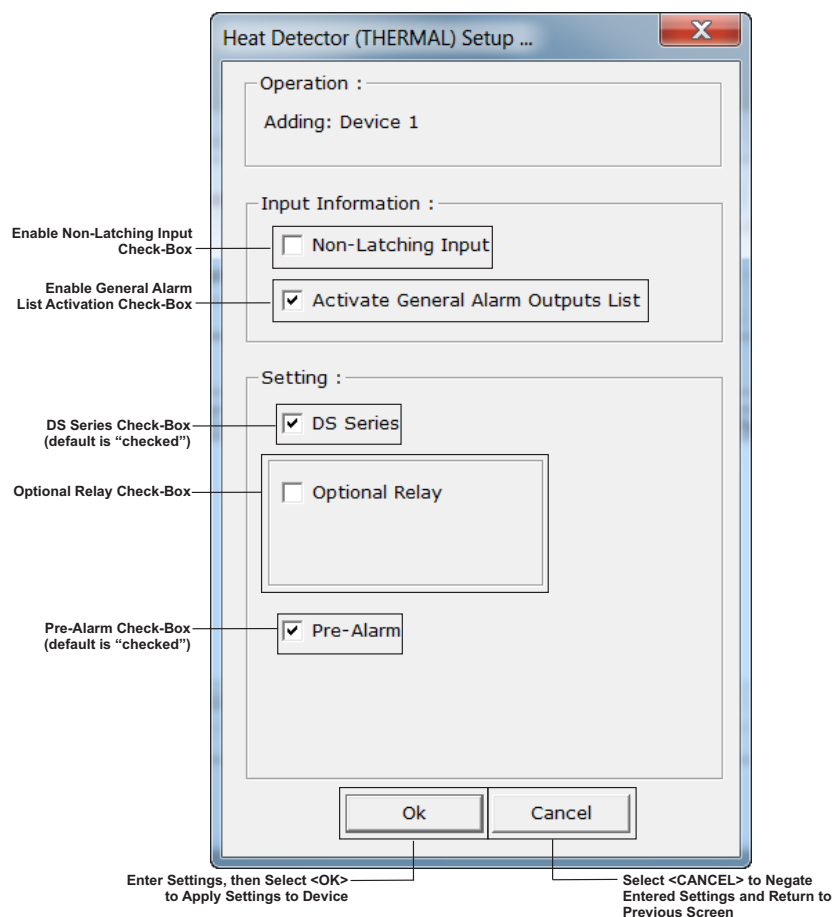 Heat Detector (THERMAL) Setup ...
X
Operation :
Adding: Device 1
Input Information :
Enable Non-Latching Input
Check-Box
Non-Latching Input
Enable General Alarm
List Activation Check-Box
Activate General Alarm Outputs List
Setting :
DS Series Check-Box
(default is “checked”)
DS Series
Optional Relay Check-Box
Optional Relay
Pre-Alarm Check-Box
(default is “checked”)
Pre-Alarm
Ok
Cancel
Enter Settings, then Select <OK>
to Apply Settings to Device
Select <CANCEL> to Negate
Entered Settings and Return to
Previous Screen